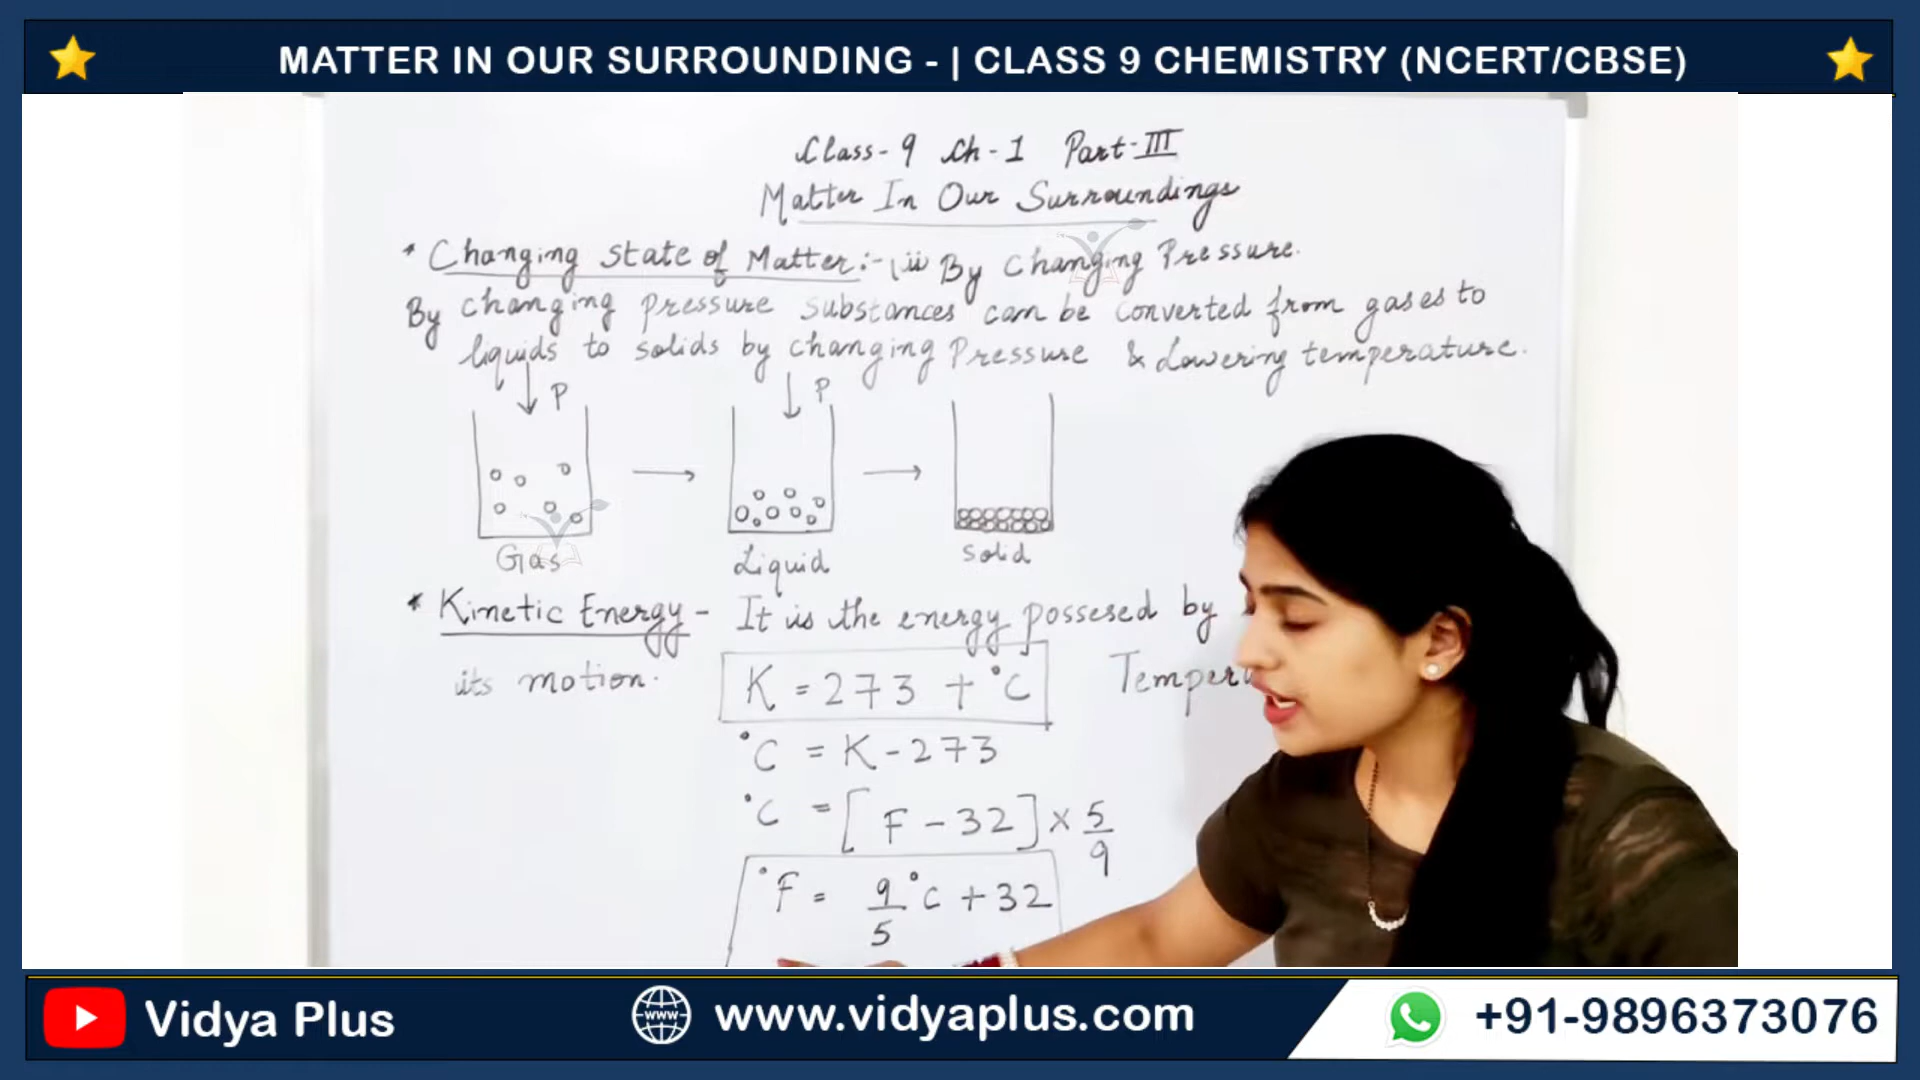 MATTER IN OUR SURROUNDING - | CLASS 9 CHEMISTRY (NCERT/CBSE)
Class - 9 Ch - 1 Part - III
Matter In Our Surroundings
* Changing State of Matter :- (ii By Changing Pressure.
By changing pressure substances can be converted from gases to
liquids to solids by changing Pressure & Lowering temperature.
P P
Gas Liquid Solid
* Kinetic Energy - It is the energy possesed by
its motion.
K = 273 + °C
°C = K - 273
°C = [F - 32] × 5/9
°F = 9/5 °C + 32
Vidya Plus
www
www.vidyaplus.com
+91-9896373076